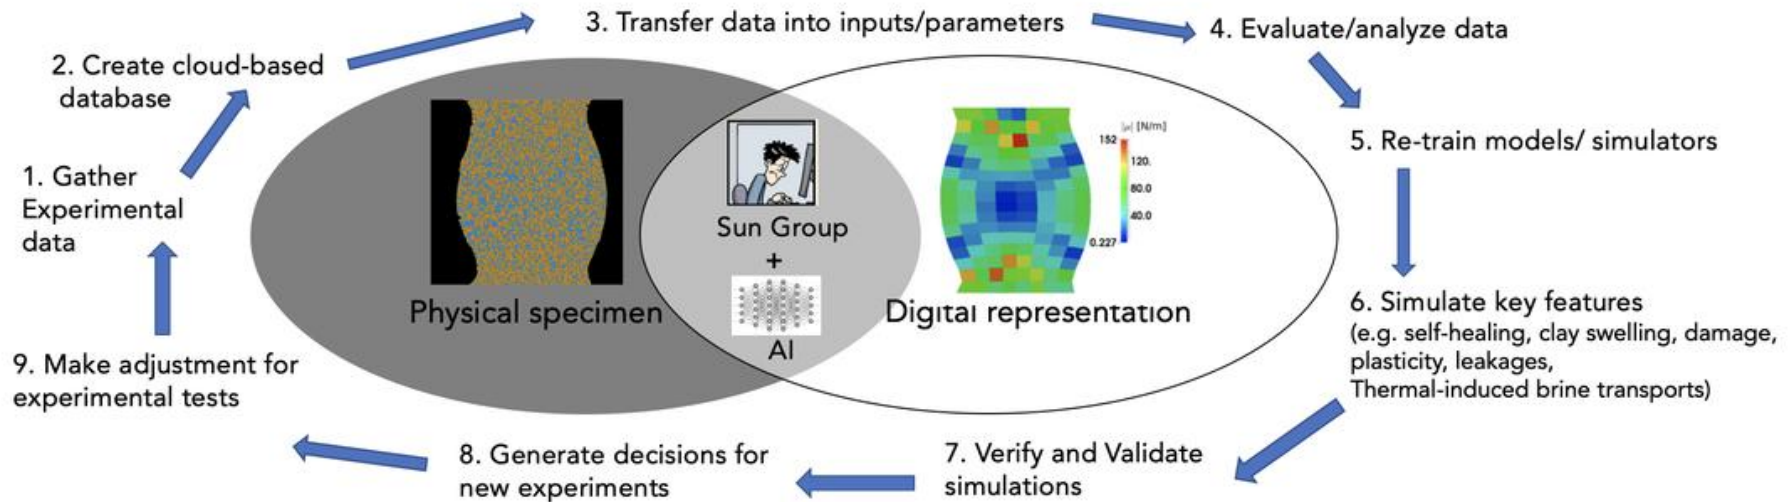 3. Transfer data into inputs/parameters
4. Evaluate/analyze data
2. Create cloud-based
database
5. Re-train models/ simulators
1. Gather
Experimental
data
Sun Group
+
AI
Physical specimen
Digital representation
|μ| [N/m]
152
120.
80.0
40.0
0.227
6. Simulate key features
(e.g. self-healing, clay swelling, damage,
plasticity, leakages,
Thermal-induced brine transports)
9. Make adjustment for
experimental tests
8. Generate decisions for
new experiments
7. Verify and Validate
simulations